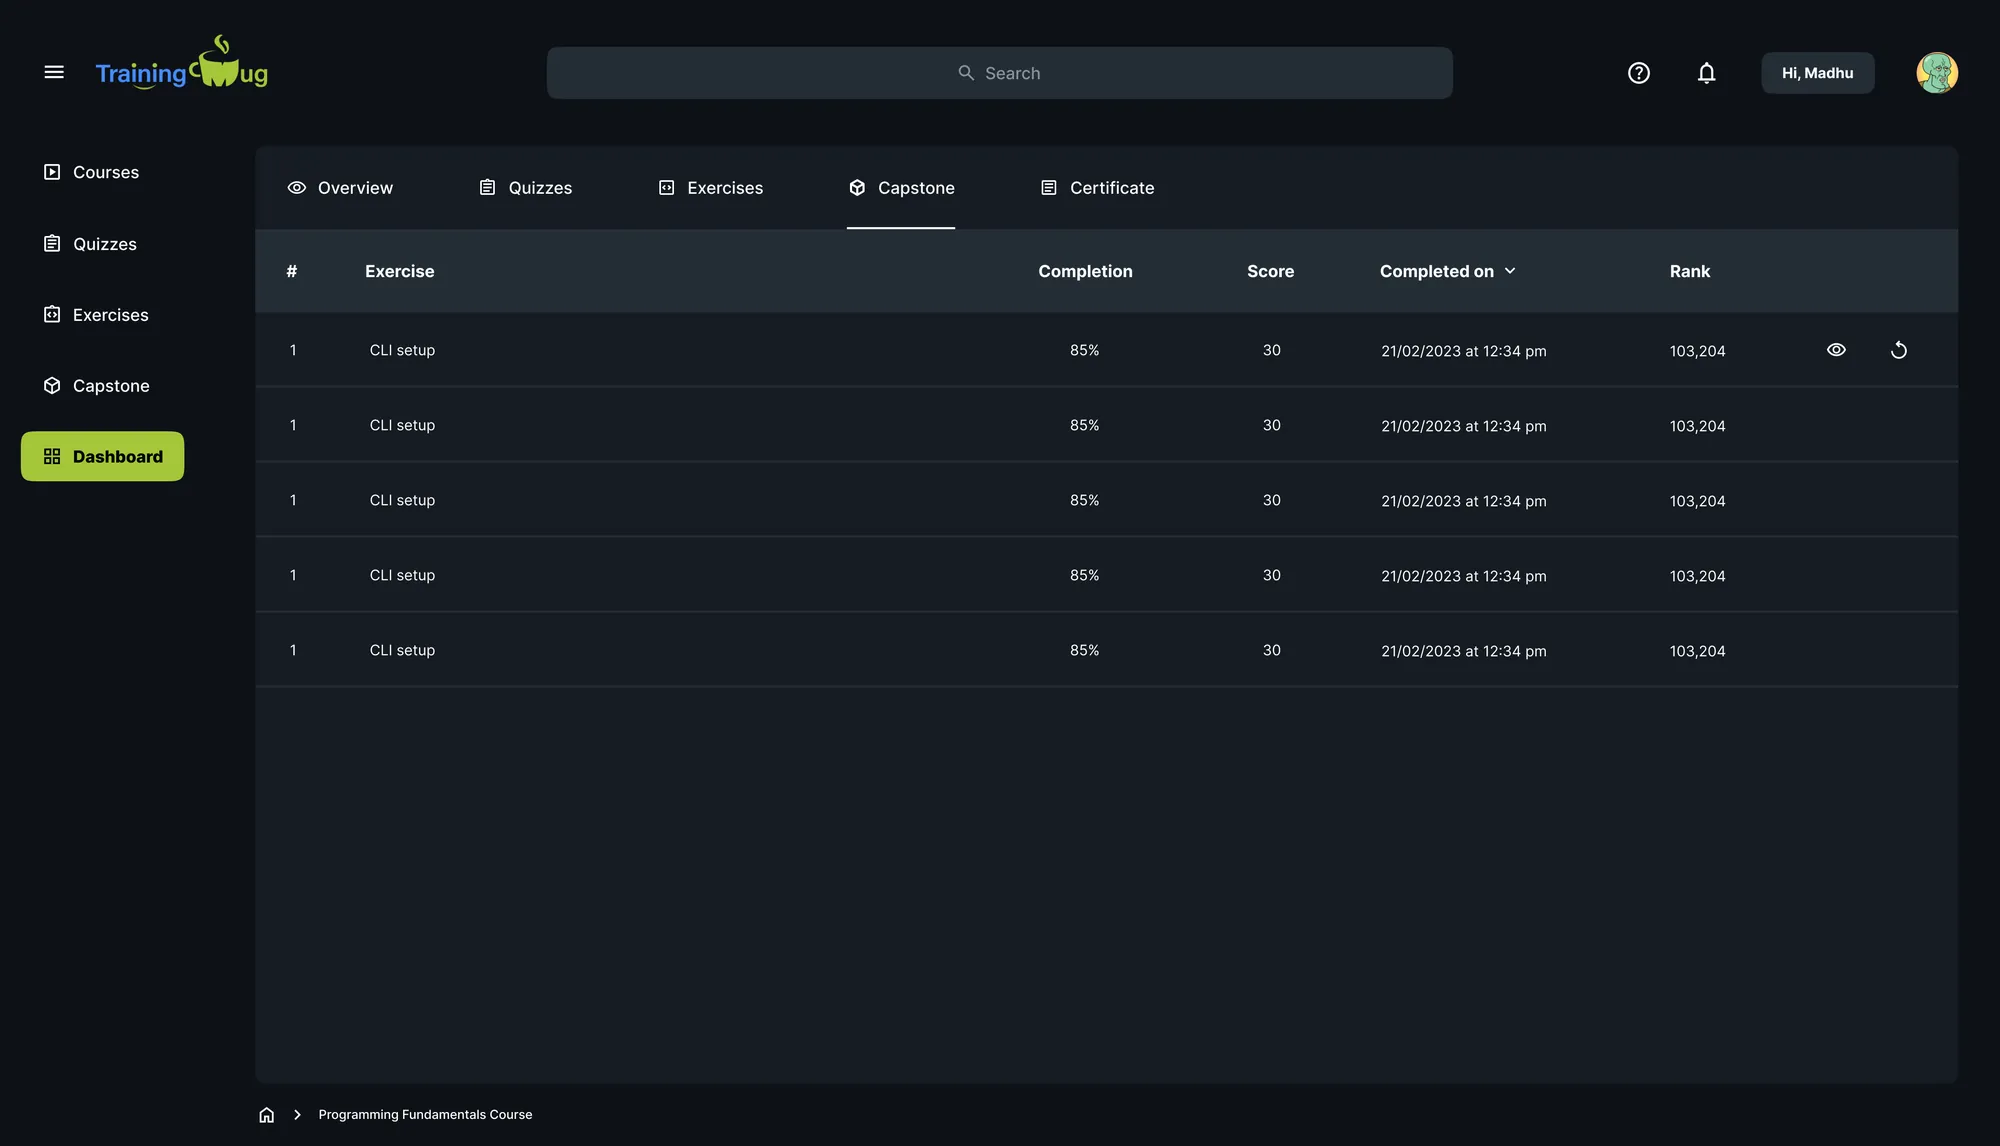 TrainingMug
Search
Hi, Madhu
Courses
Quizzes
Exercises
Capstone
Dashboard
Overview Quizzes Exercises Capstone Certificate
# Exercise Completion Score Completed on Rank
1 CLI setup 85% 30 21/02/2023 at 12:34 pm 103,204
1 CLI setup 85% 30 21/02/2023 at 12:34 pm 103,204
1 CLI setup 85% 30 21/02/2023 at 12:34 pm 103,204
1 CLI setup 85% 30 21/02/2023 at 12:34 pm 103,204
1 CLI setup 85% 30 21/02/2023 at 12:34 pm 103,204
Programming Fundamentals Course